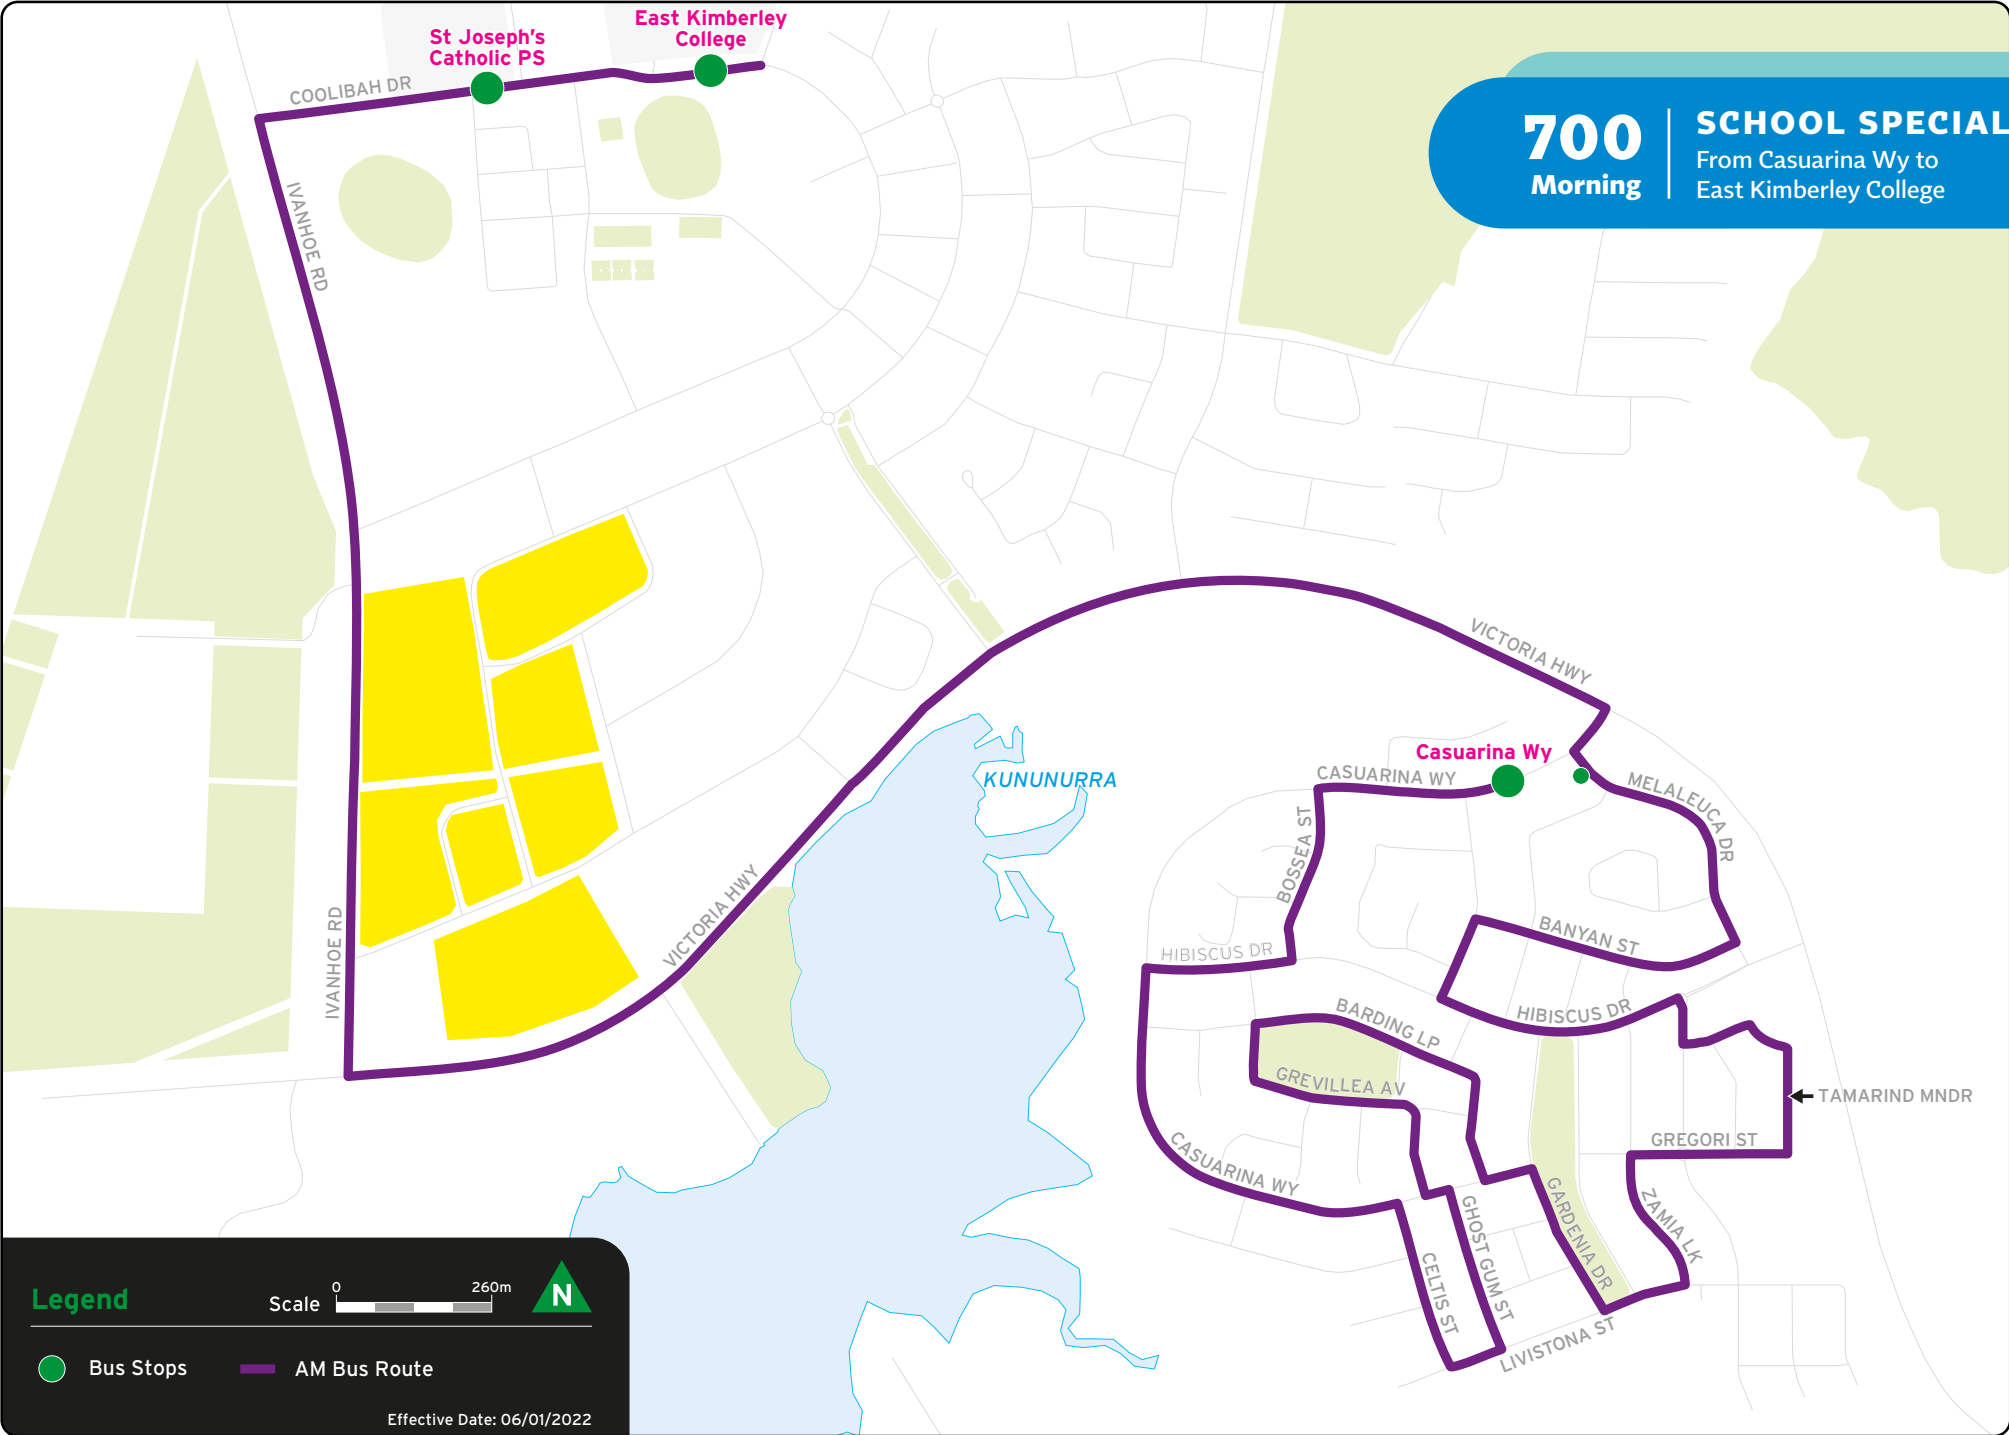 St Joseph's
Catholic PS
East Kimberley
College
COOLIBAH DR
IVANHOE RD
700
Morning
SCHOOL SPECIAL
From Casuarina Wy to
East Kimberley College
VICTORIA HWY
Casuarina Wy
CASUARINA WY
KUNUNURRA
MELALEUCA DR
BOSSEA ST
VICTORIA HWY
IVANHOE RD
HIBISCUS DR
BANYAN ST
HIBISCUS DR
BARDING LP
GREVILLEA AV
TAMARIND MNDR
GREGORI ST
CASUARINA WY
GHOST GUM ST
GARDENIA DR
ZAMIA LK
CELTIS ST
LIVISTONA ST
Legend
Scale
0
260m
N
Bus Stops
AM Bus Route
Effective Date: 06/01/2022